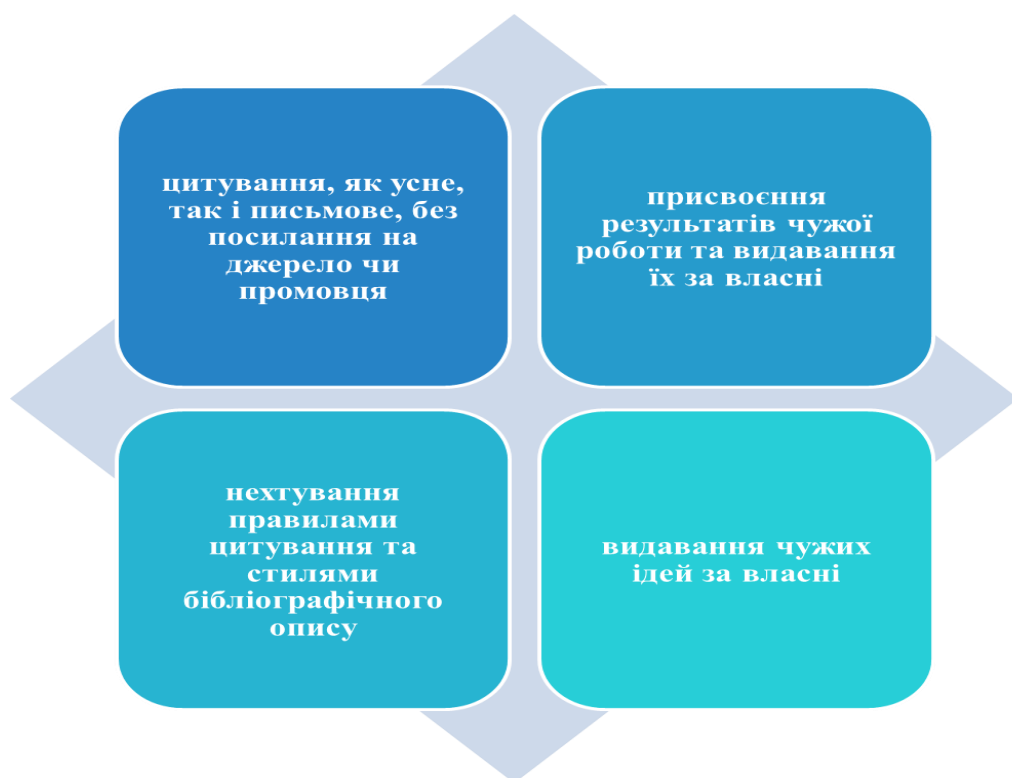 цитування, як усне,
так і письмове, без
посилання на
джерело чи
промовця
присвоєння
результатів чужої
роботи та видавання
їх за власні
нехтування
правилами
цитування та
стилями
бібліографічного
опису
видавання чужих
ідей за власні